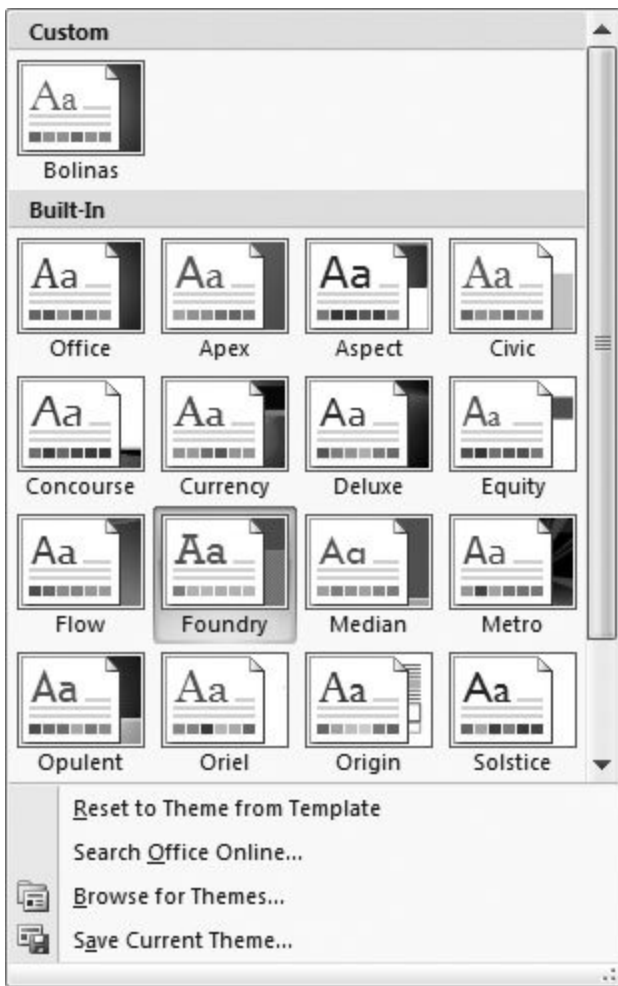 Custom
Aa
Bolinas
Built-In
Aa Aa Aa Aa
Office Apex Aspect Civic
Aa Aa Aa Aa
Concourse Currency Deluxe Equity
Aa Aa Aa Aa
Flow Foundry Median Metro
Aa Aa Aa Aa
Opulent Oriel Origin Solstice
Reset to Theme from Template
Search Office Online...
Browse for Themes...
Save Current Theme...